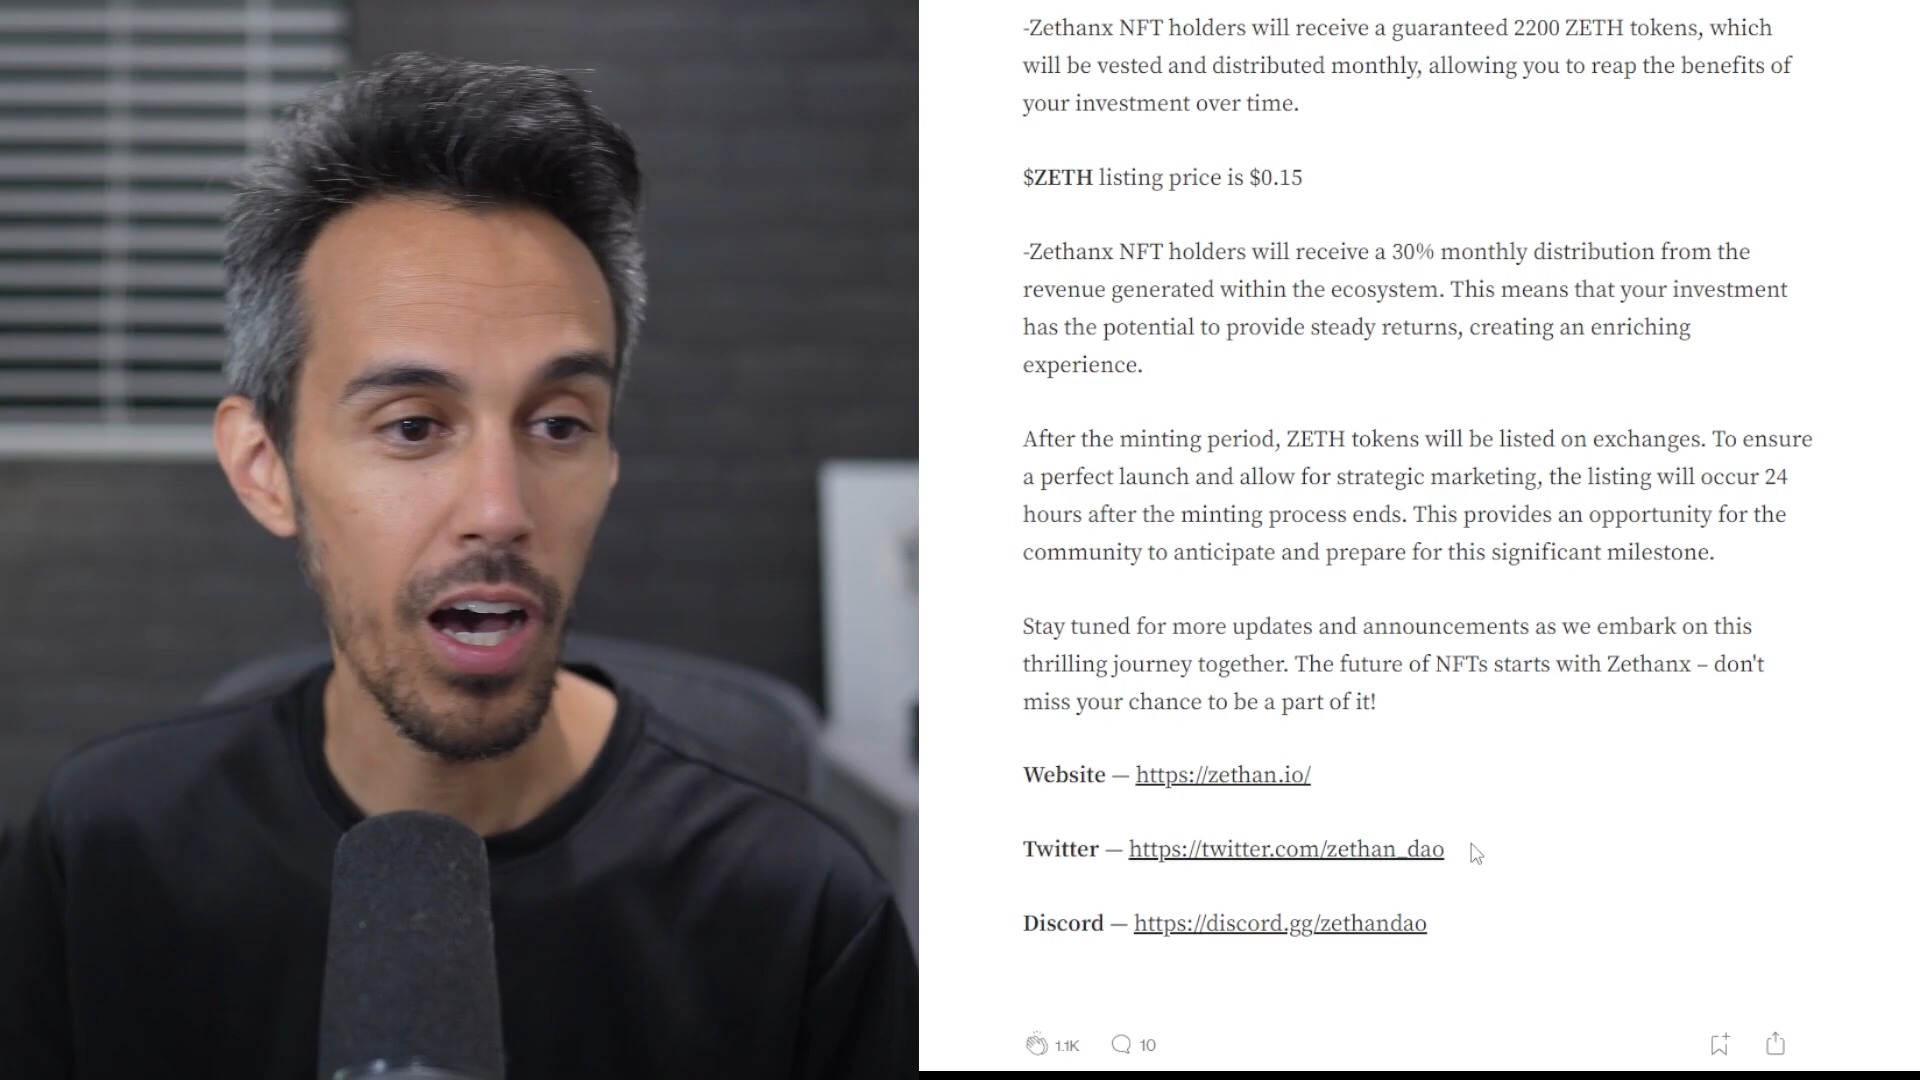 -Zethanx NFT holders will receive a guaranteed 2200 ZETH tokens, which
will be vested and distributed monthly, allowing you to reap the benefits of
your investment over time.
$ZETH listing price is $0.15
-Zethanx NFT holders will receive a 30% monthly distribution from the
revenue generated within the ecosystem. This means that your investment
has the potential to provide steady returns, creating an enriching
experience.
After the minting period, ZETH tokens will be listed on exchanges. To ensure
a perfect launch and allow for strategic marketing, the listing will occur 24
hours after the minting process ends. This provides an opportunity for the
community to anticipate and prepare for this significant milestone.
Stay tuned for more updates and announcements as we embark on this
thrilling journey together. The future of NFTs starts with Zethanx – don't
miss your chance to be a part of it!
Website — https://zethan.io/
Twitter — https://twitter.com/zethan_dao
Discord — https://discord.gg/zethandao
1.1K 10